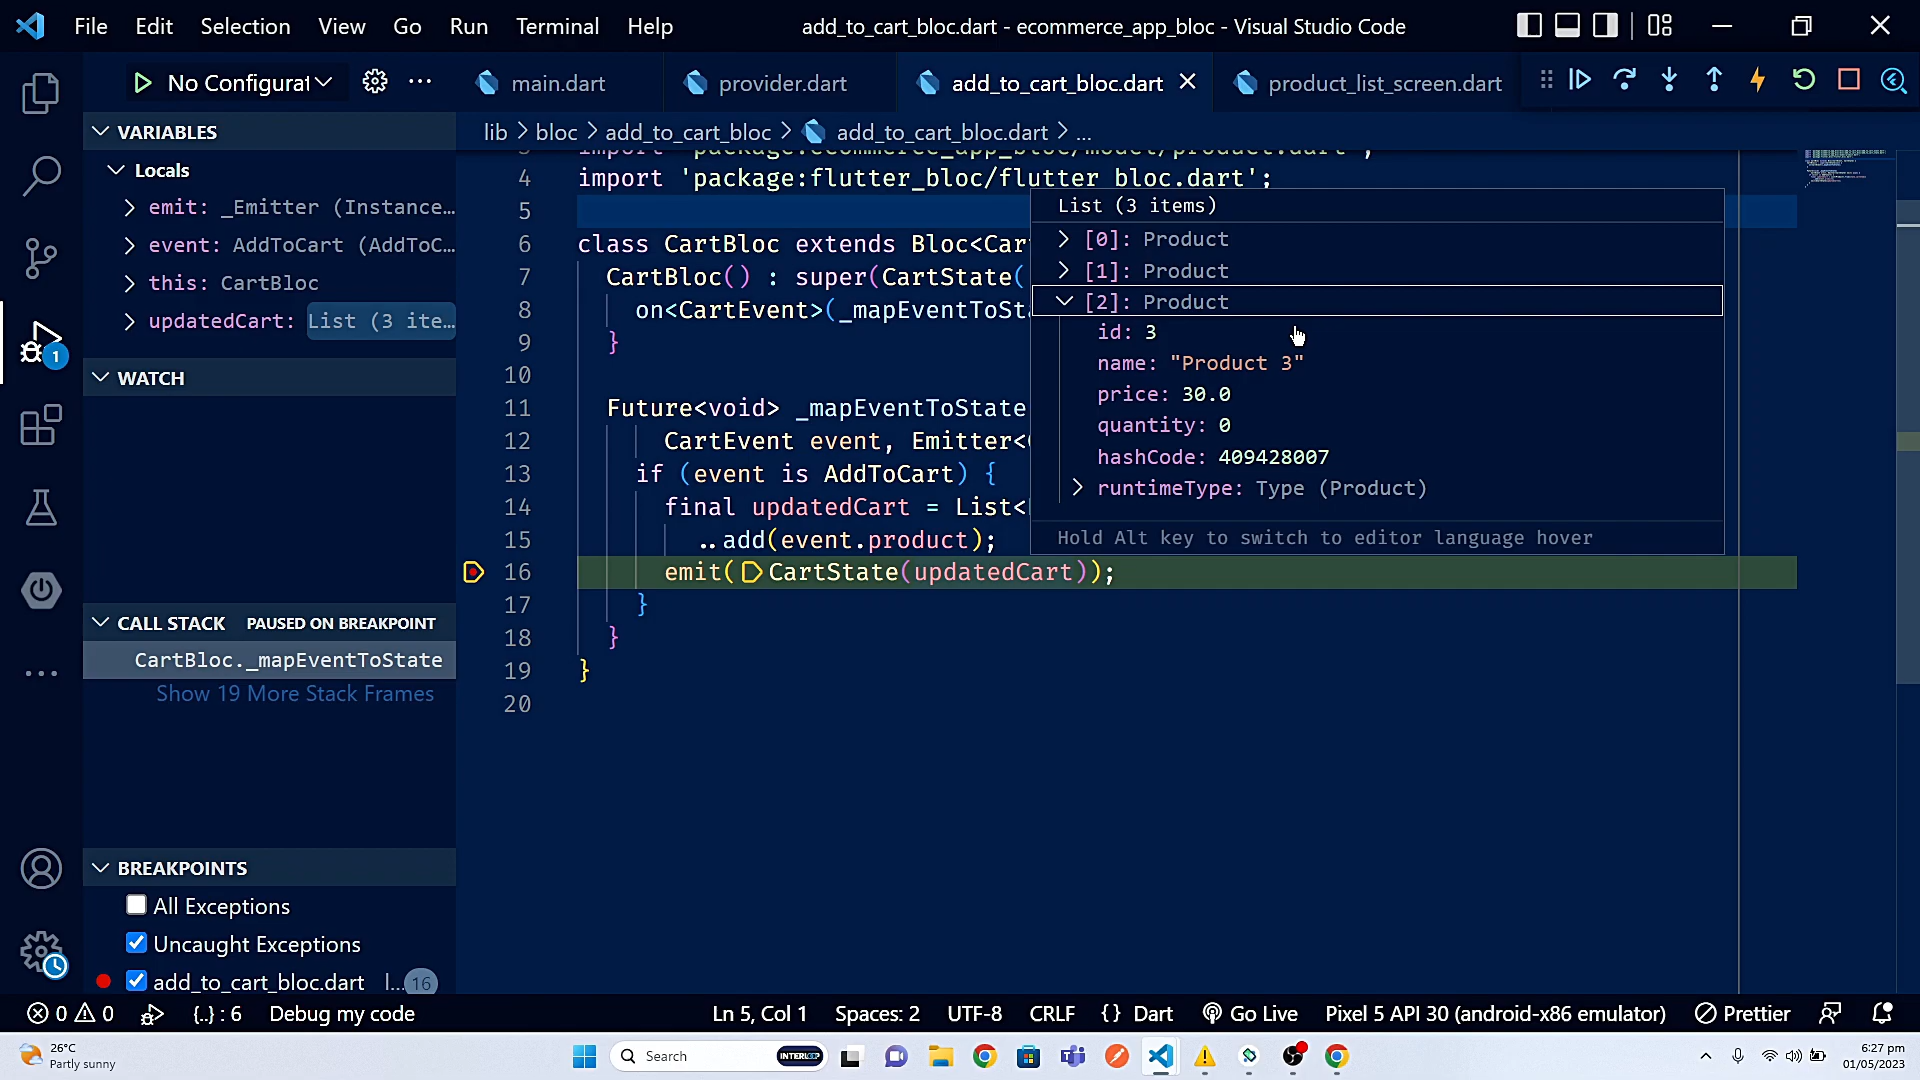 File Edit Selection View Go Run Terminal Help
add_to_cart_bloc.dart - ecommerce_app_bloc - Visual Studio Code
No Configurat
main.dart
provider.dart
add_to_cart_bloc.dart
product_list_screen.dart
VARIABLES
Locals
emit: _Emitter (Instance...
event: AddToCart (AddToC...
this: CartBloc
updatedCart: List (3 ite...
WATCH
CALL STACK PAUSED ON BREAKPOINT
CartBloc._mapEventToState
Show 19 More Stack Frames
BREAKPOINTS
All Exceptions
Uncaught Exceptions
add_to_cart_bloc.dart l... 16
1
lib > bloc > add_to_cart_bloc > add_to_cart_bloc.dart > ...
import 'package:ecommerce_app_bloc/model/product.dart';
4 import 'package:flutter_bloc/flutter_bloc.dart';
5
6 class CartBloc extends Bloc<Car
7 CartBloc() : super(CartState(
8 on<CartEvent>(_mapEventToSta
9 }
10
11 Future<void> _mapEventToState
12 CartEvent event, Emitter<
13 if (event is AddToCart) {
14 final updatedCart = List<
15 ..add(event.product);
16 emit(CartState(updatedCart));
17 }
18 }
19 }
20
List (3 items)
[0]: Product
[1]: Product
[2]: Product
id: 3
name: "Product 3"
price: 30.0
quantity: 0
hashCode: 409428007
runtimeType: Type (Product)
Hold Alt key to switch to editor language hover
0 0 {..} : 6 Debug my code
Ln 5, Col 1 Spaces: 2 UTF-8 CRLF {} Dart Go Live Pixel 5 API 30 (android-x86 emulator) Prettier
26°C
Partly sunny
Search
INTERLOP
6:27 pm
01/05/2023